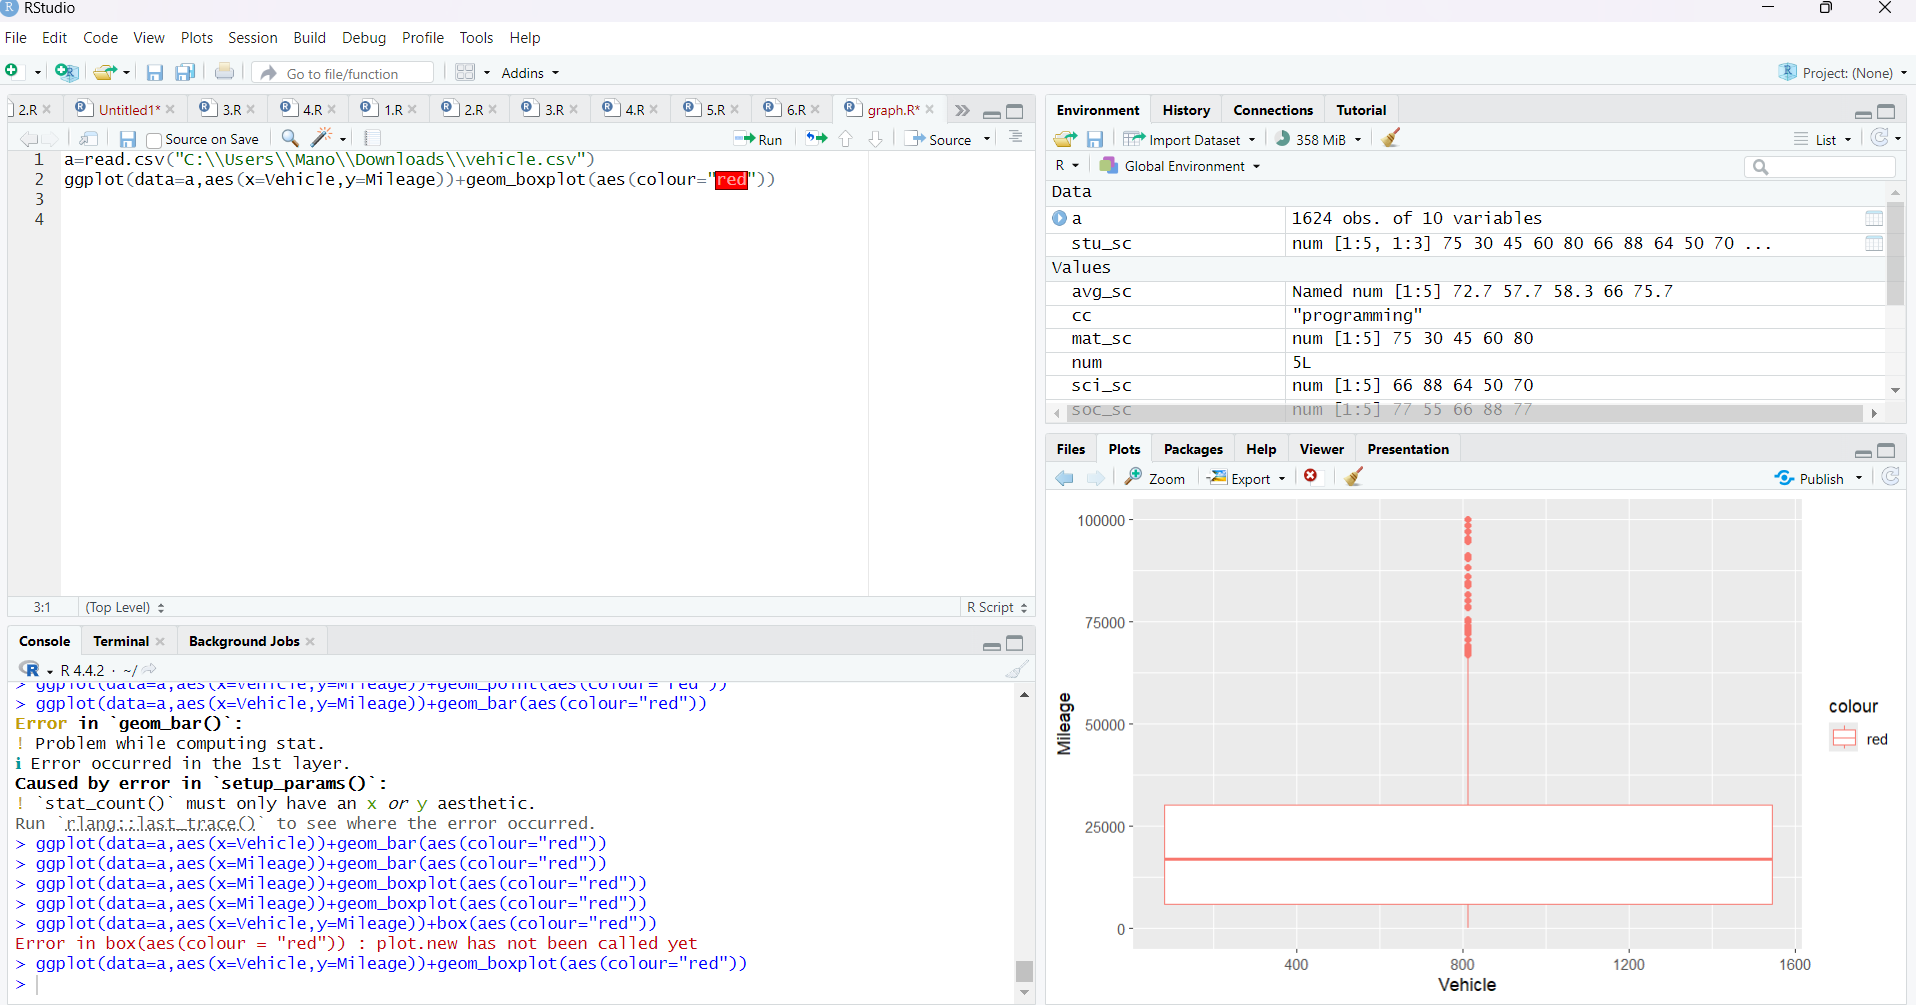 RStudio
File Edit Code View Plots Session Build Debug Profile Tools Help
Go to file/function Addins Project: (None)
2.R Untitled1* 3.R 4.R 1.R 2.R 3.R 4.R 5.R 6.R graph.R*
Source on Save Run Source
1 a=read.csv("C:\\Users\\Mano\\Downloads\\vehicle.csv")
2 ggplot(data=a,aes(x=Vehicle,y=Mileage))+geom_boxplot(aes(colour="red"))
3
4
3:1 (Top Level) R Script
Console Terminal Background Jobs
R 4.4.2 · ~/
> ggplot(data=a,aes(x=Vehicle,y=Mileage))+geom_point(aes(colour="red"))
> ggplot(data=a,aes(x=Vehicle,y=Mileage))+geom_bar(aes(colour="red"))
Error in `geom_bar()`:
! Problem while computing stat.
i Error occurred in the 1st layer.
Caused by error in `setup_params()`:
! `stat_count()` must only have an x or y aesthetic.
Run `rlang::last_trace()` to see where the error occurred.
> ggplot(data=a,aes(x=Vehicle))+geom_bar(aes(colour="red"))
> ggplot(data=a,aes(x=Mileage))+geom_bar(aes(colour="red"))
> ggplot(data=a,aes(x=Mileage))+geom_boxplot(aes(colour="red"))
> ggplot(data=a,aes(x=Mileage))+geom_boxplot(aes(colour="red"))
> ggplot(data=a,aes(x=Vehicle,y=Mileage))+box(aes(colour="red"))
Error in box(aes(colour = "red")) : plot.new has not been called yet
> ggplot(data=a,aes(x=Vehicle,y=Mileage))+geom_boxplot(aes(colour="red"))
>
Environment History Connections Tutorial
Import Dataset 358 MiB List
R Global Environment
Data
a 1624 obs. of 10 variables
stu_sc num [1:5, 1:3] 75 30 45 60 80 66 88 64 50 70 ...
Values
avg_sc Named num [1:5] 72.7 57.7 58.3 66 75.7
cc "programming"
mat_sc num [1:5] 75 30 45 60 80
num 5L
sci_sc num [1:5] 66 88 64 50 70
soc_sc num [1:5] 77 55 66 88 77
Files Plots Packages Help Viewer Presentation
Zoom Export Publish
100000
75000
50000
25000
0
Mileage
400 800 1200 1600
Vehicle
colour
red